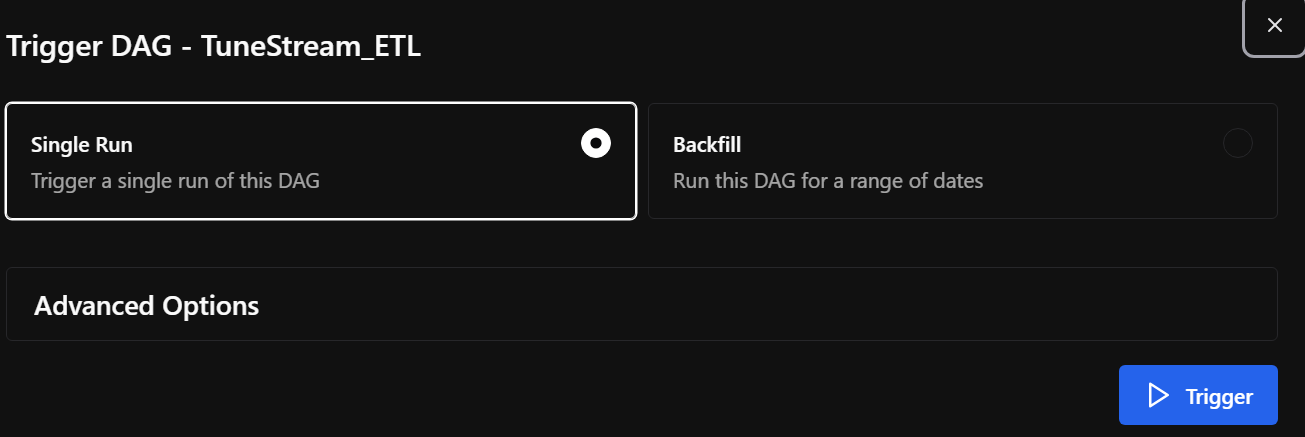 Trigger DAG - TuneStream_ETL
Single Run
Trigger a single run of this DAG
Backfill
Run this DAG for a range of dates
Advanced Options
Trigger